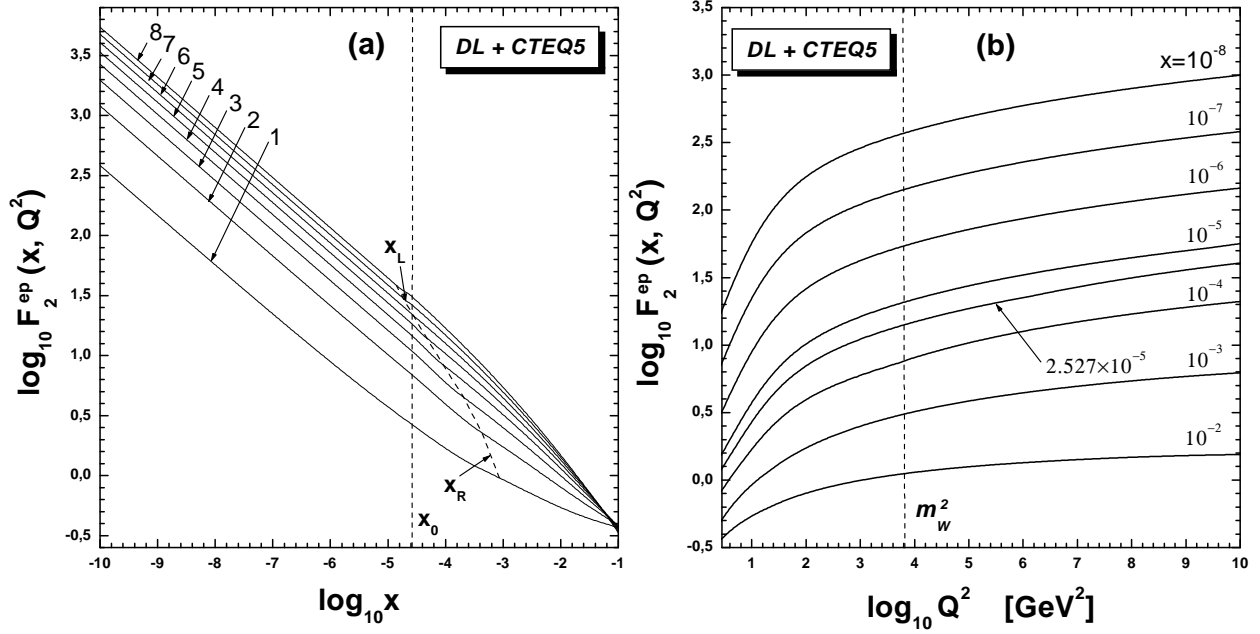 (a)
DL + CTEQ5
8
7
6
5
4
3
2
1
x_L
x_R
x_0
3,5
3,0
2,5
2,0
1,5
1,0
0,5
0,0
-0,5
-10 -9 -8 -7 -6 -5 -4 -3 -2 -1
log_10 F_2^ep (x, Q^2)
log_10 x
DL + CTEQ5
(b)
x=10^-8
10^-7
10^-6
10^-5
10^-4
2.527×10^-5
10^-3
10^-2
m_W^2
3,5
3,0
2,5
2,0
1,5
1,0
0,5
0,0
-0,5
1 2 3 4 5 6 7 8 9 10
log_10 F_2^ep (x, Q^2)
log_10 Q^2 [GeV^2]